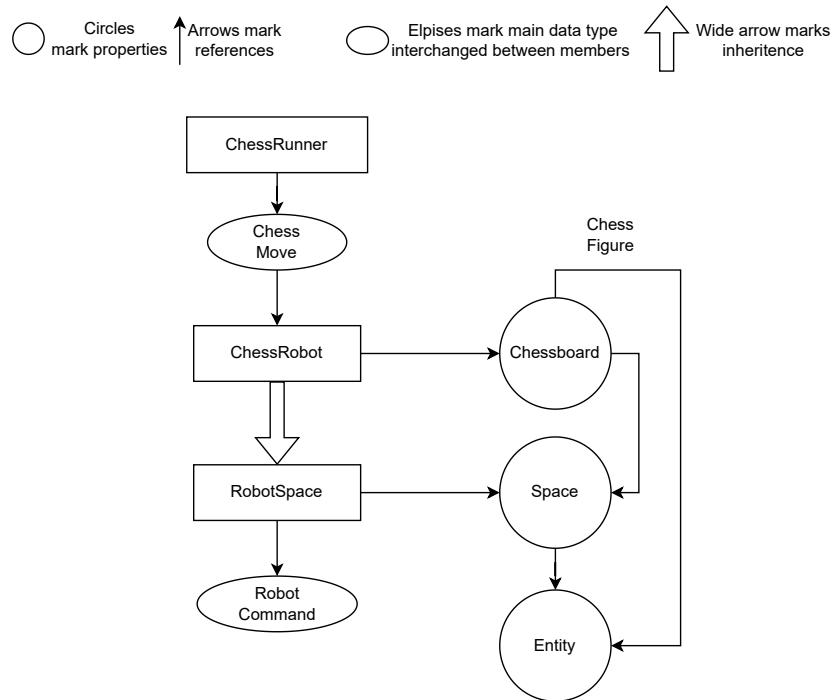 Circles
mark properties
Arrows mark
references
Elpises mark main data type
interchanged between members
Wide arrow marks
inheritence
ChessRunner
Chess
Move
Chess
Figure
ChessRobot
Chessboard
RobotSpace
Space
Robot
Command
Entity